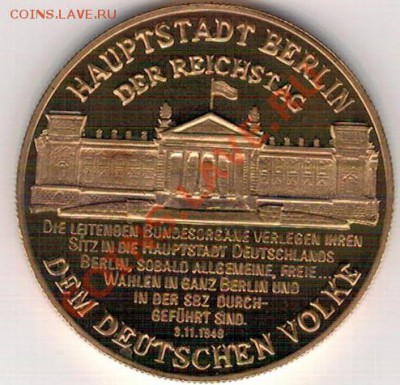 COINS.LAVE.RU
HAUPTSTADT BERLIN
DER REICHSTAG
DIE LEITENDEN BUNDESORGANE VERLEGEN IHREN
SITZ IN DIE HAUPTSTADT DEUTSCHLANDS
BERLIN, SOBALD ALLGEMEINE, FREIE...
WAHLEN IN GANZ BERLIN UND
IN DER SBZ DURCH-
GEFÜHRT SIND.
3.11.1949
DEM DEUTSCHEN VOLKE